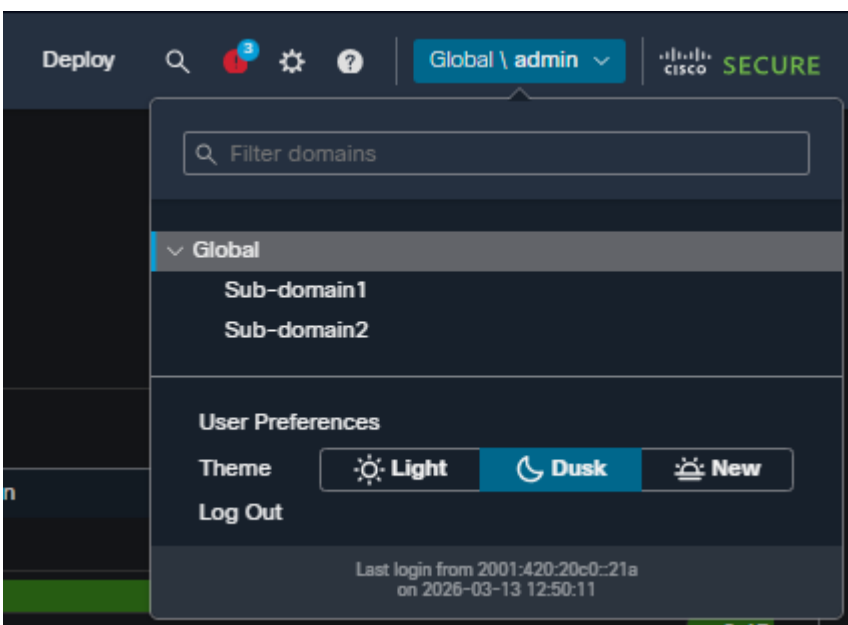 Deploy
3
Global \ admin
cisco SECURE
Filter domains
Global
Sub-domain1
Sub-domain2
User Preferences
Theme
Light
Dusk
New
Log Out
n
Last login from 2001:420:20c0::21a
on 2026-03-13 12:50:11